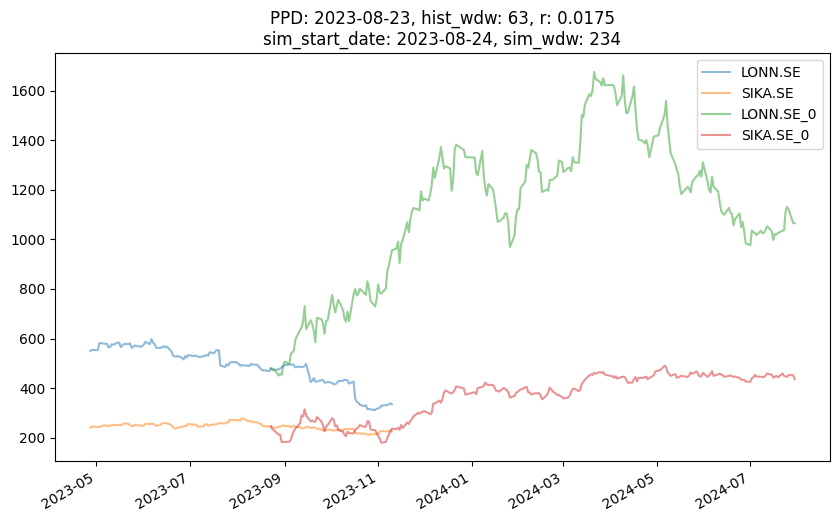 PPD: 2023-08-23, hist_wdw: 63, r: 0.0175
sim_start_date: 2023-08-24, sim_wdw: 234
LONN.SE
SIKA.SE
LONN.SE_0
SIKA.SE_0
1600
1400
1200
1000
800
600
400
200
2023-05
2023-07
2023-09
2023-11
2024-01
2024-03
2024-05
2024-07